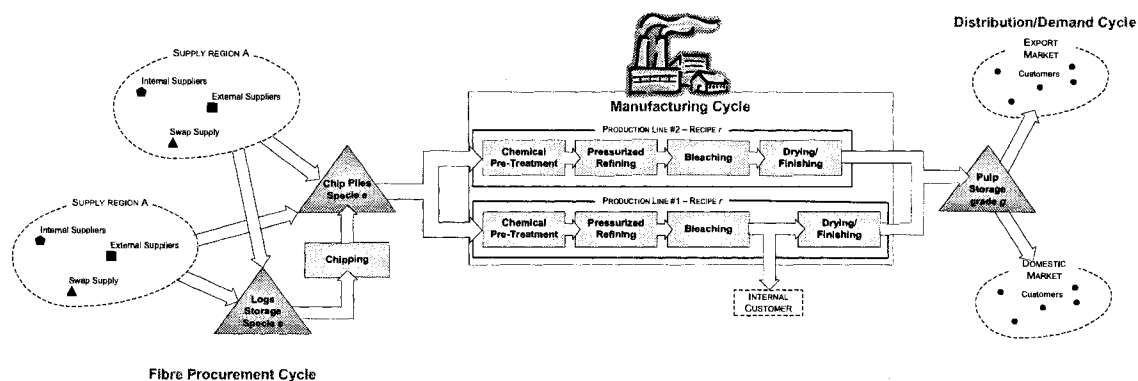 Distribution/Demand Cycle
EXPORT
MARKET
Customers
SUPPLY REGION A
Internal Suppliers
External Suppliers
Swap Supply
Manufacturing Cycle
PRODUCTION LINE #2 – RECIPE r
Chemical
Pre-Treatment
Pressurized
Refining
Bleaching
Drying/
Finishing
Chip Piles
Specie s
Pulp
Storage
grade g
SUPPLY REGION A
Internal Suppliers
External Suppliers
Swap Supply
PRODUCTION LINE #1 – RECIPE r
Chemical
Pre-Treatment
Pressurized
Refining
Bleaching
Drying/
Finishing
Chipping
Logs
Storage
Specie s
INTERNAL
CUSTOMER
DOMESTIC
MARKET
Customers
Fibre Procurement Cycle